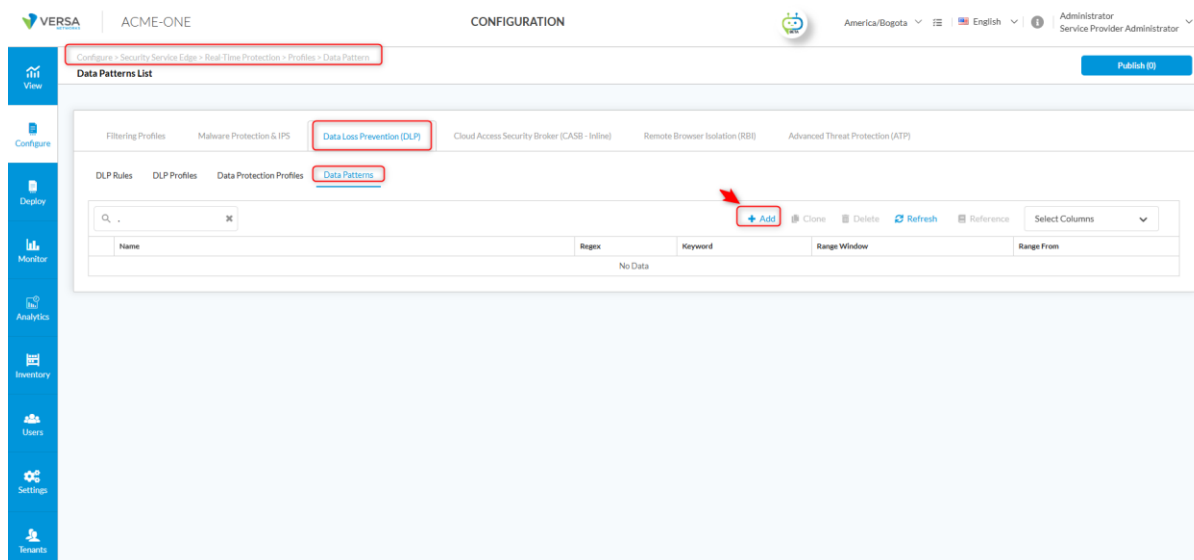 VERSA
NETWORKS
ACME-ONE
CONFIGURATION
BETA
America/Bogota
English
Administrator
Service Provider Administrator
Configure > Security Service Edge > Real-Time Protection > Profiles > Data Pattern
Data Patterns List
Publish (0)
View
Configure
Deploy
Monitor
Analytics
Inventory
Users
Settings
Tenants
Filtering Profiles
Malware Protection & IPS
Data Loss Prevention (DLP)
Cloud Access Security Broker (CASB - Inline)
Remote Browser Isolation (RBI)
Advanced Threat Protection (ATP)
DLP Rules
DLP Profiles
Data Protection Profiles
Data Patterns
.
+ Add
Clone
Delete
Refresh
Reference
Select Columns
Name
Regex
Keyword
Range Window
Range From
No Data